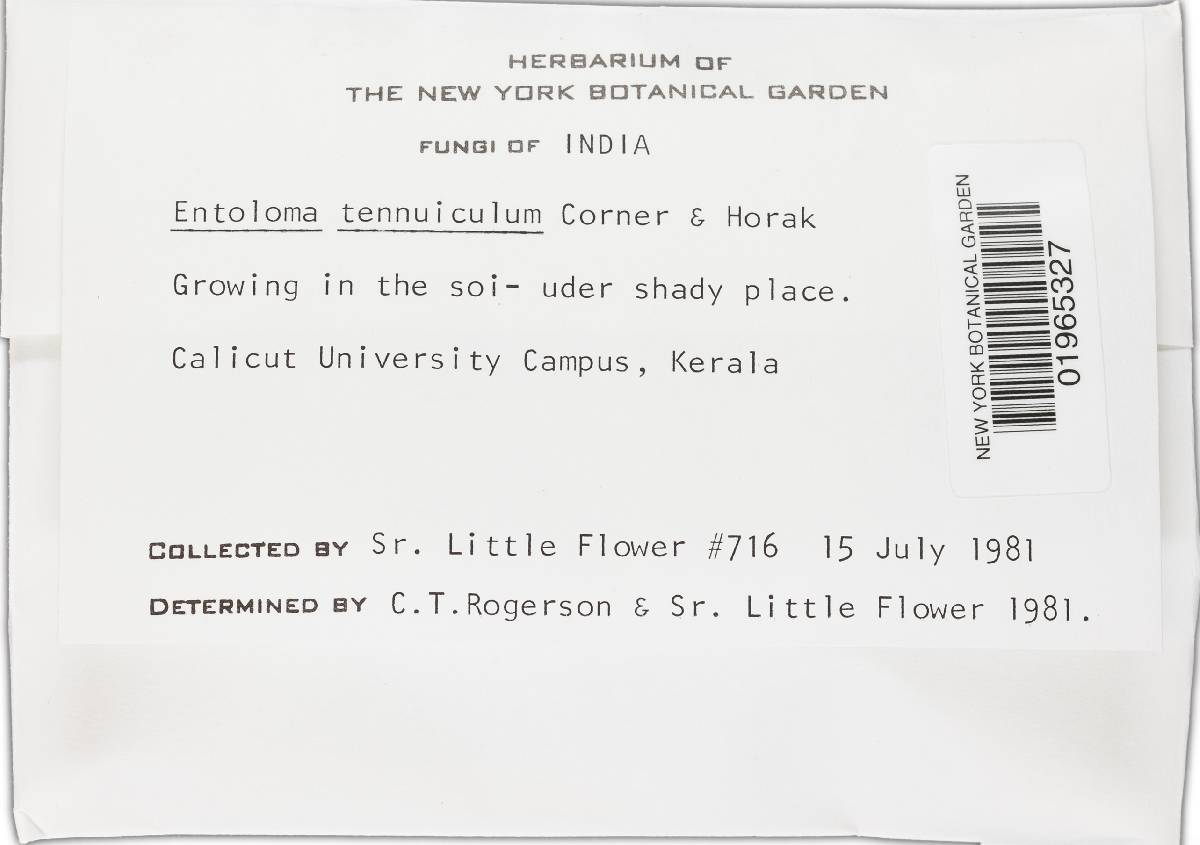 HERBARIUM OF
THE NEW YORK BOTANICAL GARDEN
FUNGI OF INDIA
Entoloma tennuiculum Corner & Horak
Growing in the soi- uder shady place.
Calicut University Campus, Kerala
COLLECTED BY Sr. Little Flower #716 15 July 1981
DETERMINED BY C.T.Rogerson & Sr. Little Flower 1981.
NEW YORK BOTANICAL GARDEN
01965327